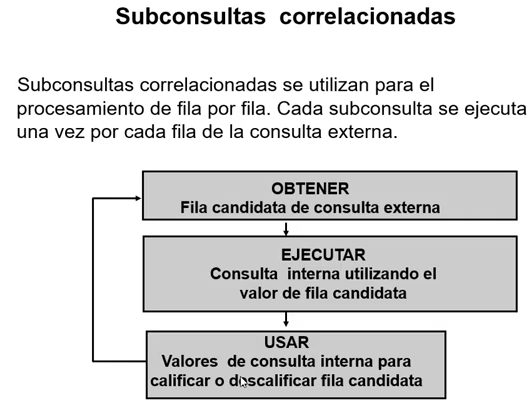 Subconsultas correlacionadas
Subconsultas correlacionadas se utilizan para el
procesamiento de fila por fila. Cada subconsulta se ejecuta
una vez por cada fila de la consulta externa.
OBTENER
Fila candidata de consulta externa
EJECUTAR
Consulta interna utilizando el
valor de fila candidata
USAR
Valores de consulta interna para
calificar o descalificar fila candidata